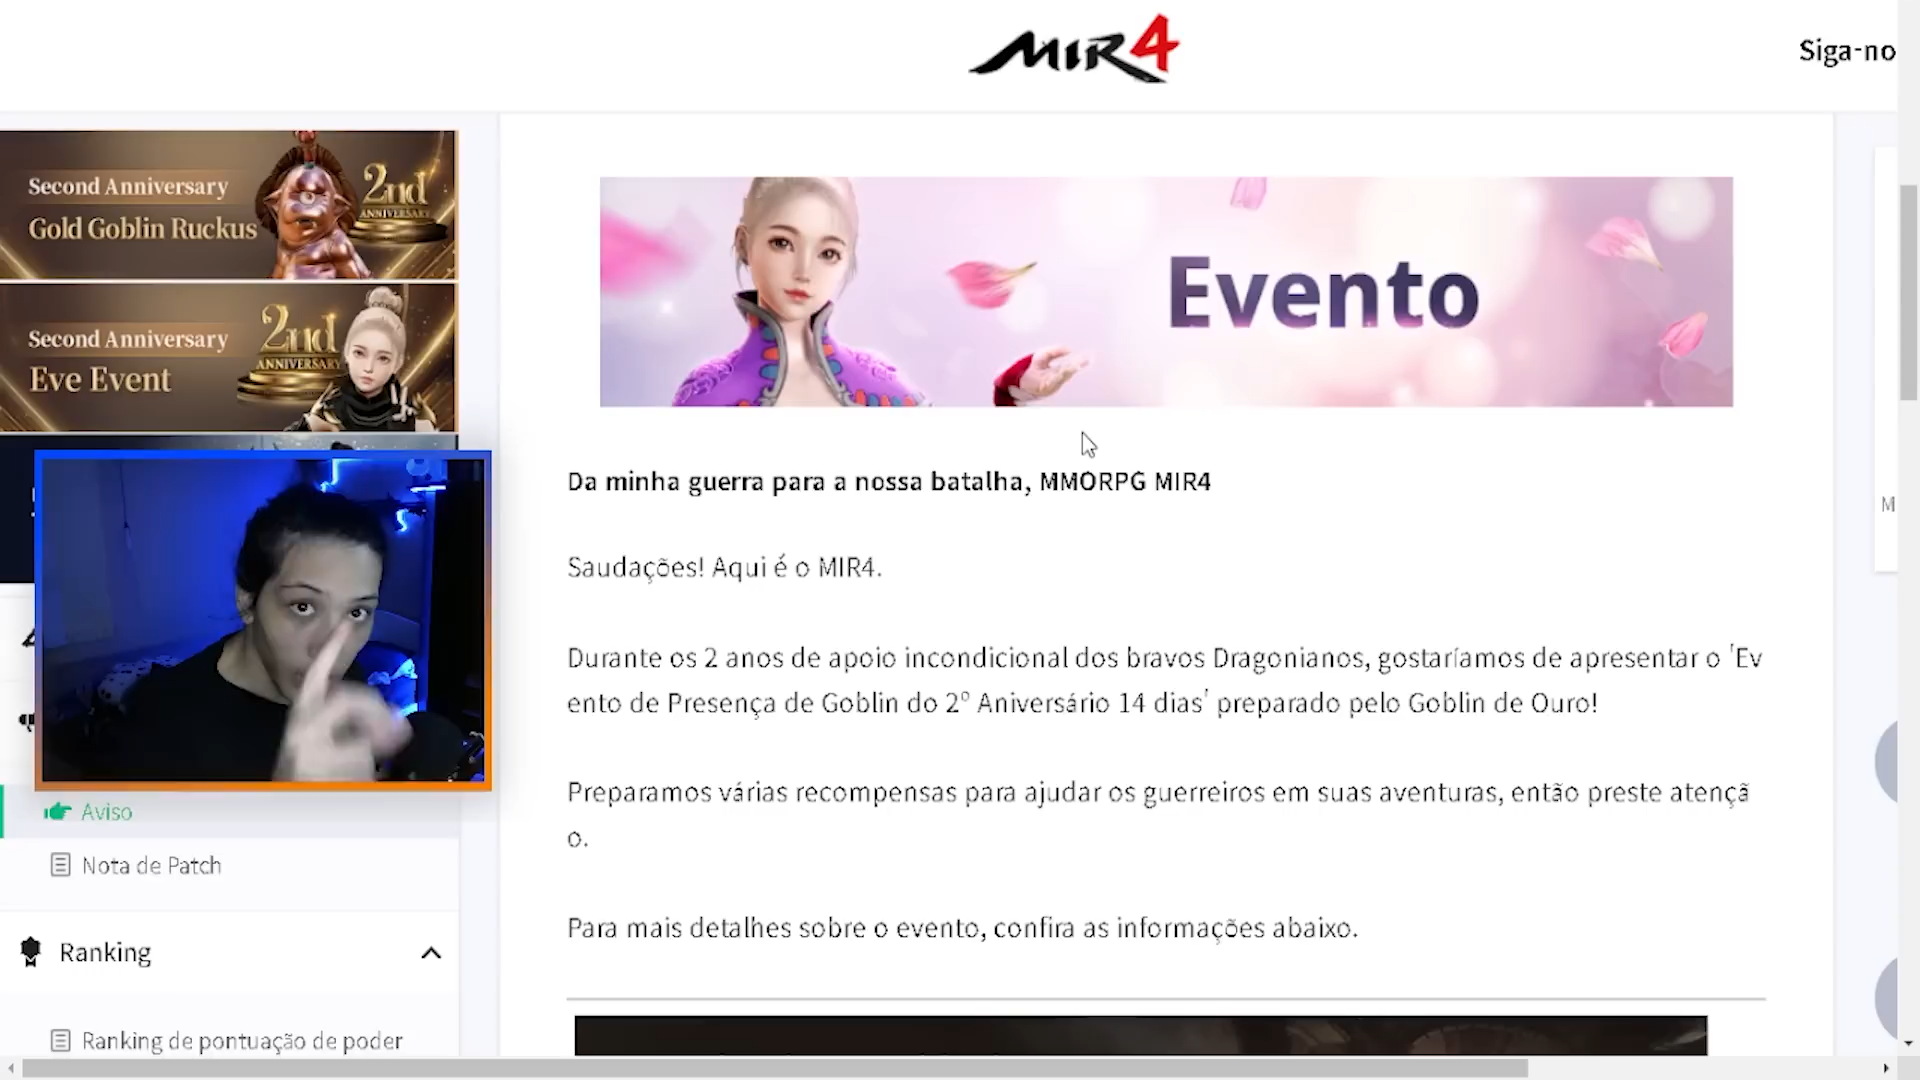 MIR4
Siga-no
Second Anniversary
Gold Goblin Ruckus
2nd
ANNIVERSARY
Second Anniversary
Eve Event
2nd
ANNIVERSARY
Evento
Da minha guerra para a nossa batalha, MMORPG MIR4
M
Saudações! Aqui é o MIR4.
Durante os 2 anos de apoio incondicional dos bravos Dragonianos, gostaríamos de apresentar o 'Ev
ento de Presença de Goblin do 2º Aniversário 14 dias' preparado pelo Goblin de Ouro!
Preparamos várias recompensas para ajudar os guerreiros em suas aventuras, então preste atençã
o.
Para mais detalhes sobre o evento, confira as informações abaixo.
Aviso
Nota de Patch
Ranking
Ranking de pontuação de poder